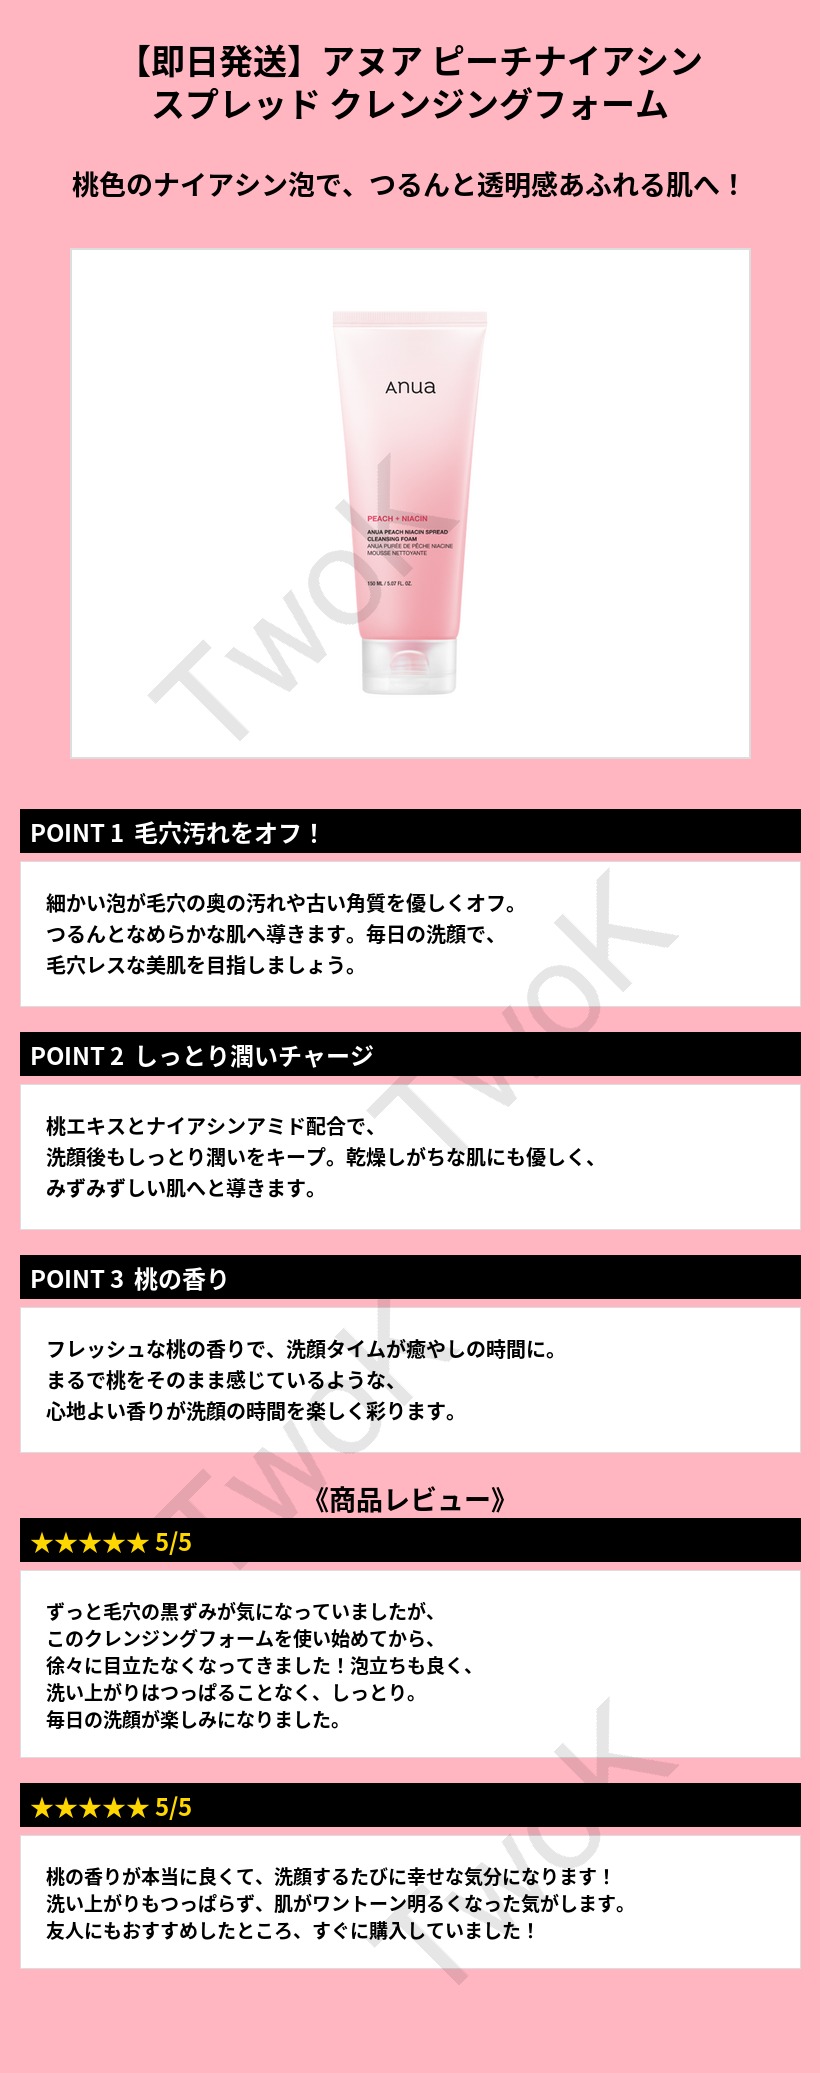 【即日発送】アヌア ピーチナイアシン
スプレッド クレンジングフォーム
桃色のナイアシン泡で、つるんと透明感あふれる肌へ！
Anua
PEACH + NIACIN
ANUA PEACH NIACIN SPREAD
CLEANSING FOAM
ANUA PURÉE DE PÊCHE NIACINE
MOUSSE NETTOYANTE
150 ML / 5.07 FL. OZ.
TwoK
POINT 1 毛穴汚れをオフ！
細かい泡が毛穴の奥の汚れや古い角質を優しくオフ。
つるんとなめらかな肌へ導きます。毎日の洗顔で、
毛穴レスな美肌を目指しましょう。
TwoK
POINT 2 しっとり潤いチャージ
桃エキスとナイアシンアミド配合で、
洗顔後もしっとり潤いをキープ。乾燥しがちな肌にも優しく、
みずみずしい肌へと導きます。
POINT 3 桃の香り
フレッシュな桃の香りで、洗顔タイムが癒やしの時間に。
まるで桃をそのまま感じているような、
心地よい香りが洗顔の時間を楽しく彩ります。
TwoK
《商品レビュー》
★★★★★ 5/5
ずっと毛穴の黒ずみが気になっていましたが、
このクレンジングフォームを使い始めてから、
徐々に目立たなくなってきました！泡立ちも良く、
洗い上がりはつっぱることなく、しっとり。
毎日の洗顔が楽しみになりました。
★★★★★ 5/5
桃の香りが本当に良くて、洗顔するたびに幸せな気分になります！
洗い上がりもつっぱらず、肌がワントーン明るくなった気がします。
友人にもおすすめしたところ、すぐに購入していました！
TwoK